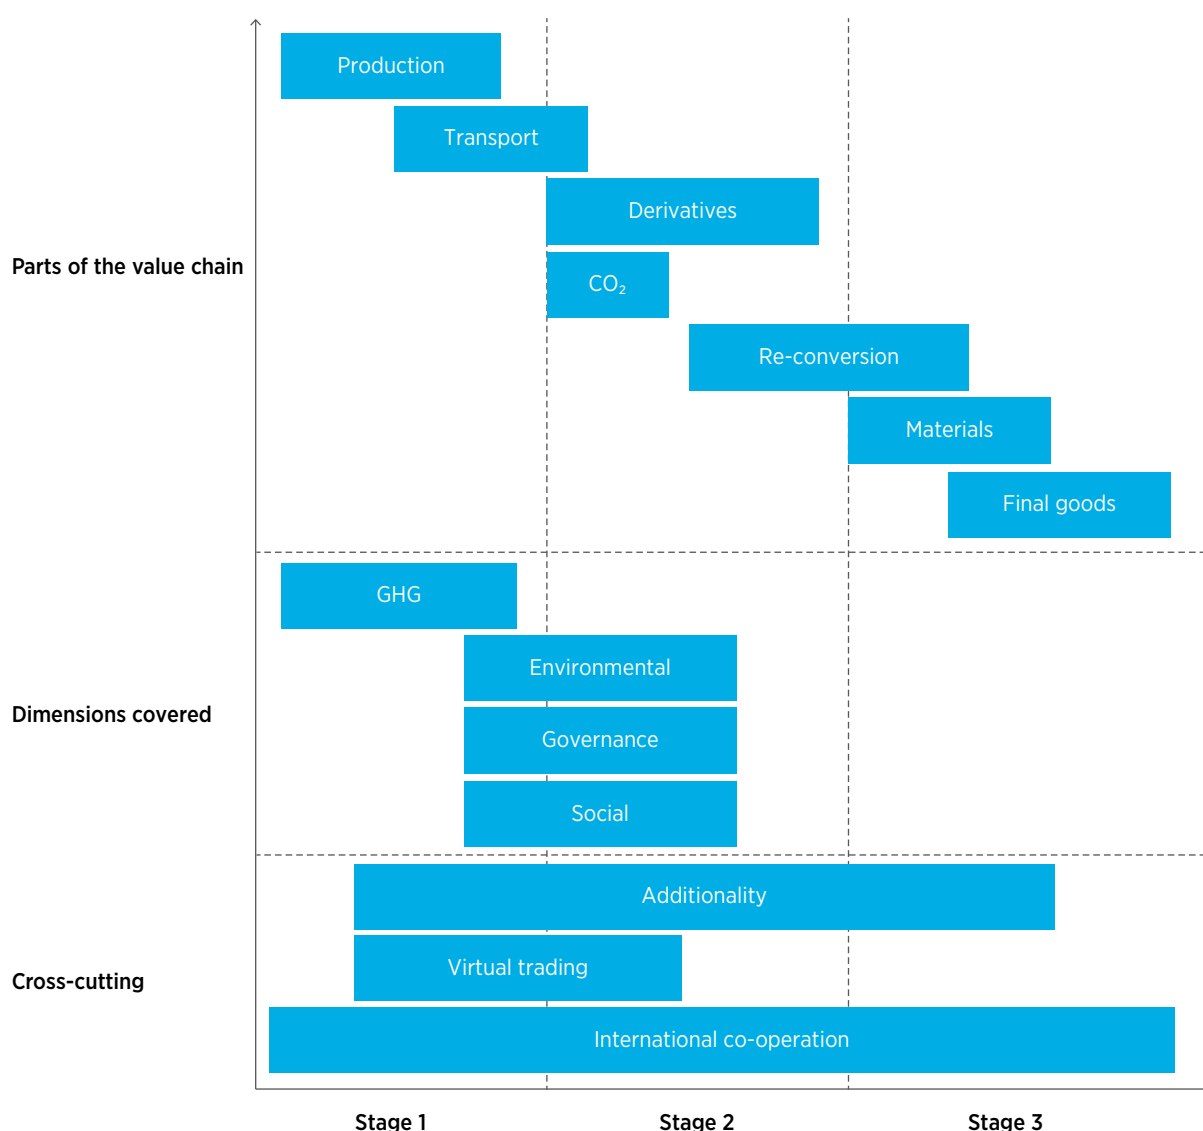 Production
Transport
Derivatives
Parts of the value chain
CO₂
Re-conversion
Materials
Final goods
GHG
Environmental
Dimensions covered
Governance
Social
Additionality
Virtual trading
Cross-cutting
International co-operation
Stage 1
Stage 2
Stage 3